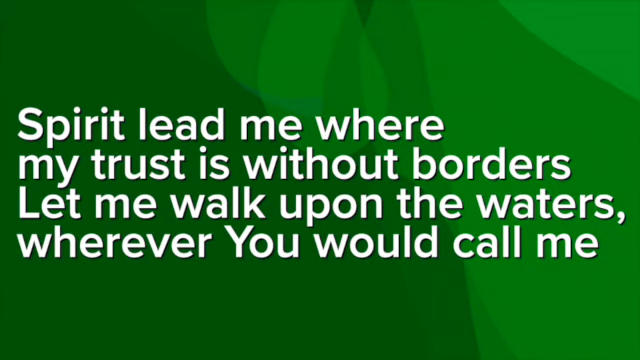 Spirit lead me where
my trust is without borders
Let me walk upon the waters,
wherever You would call me